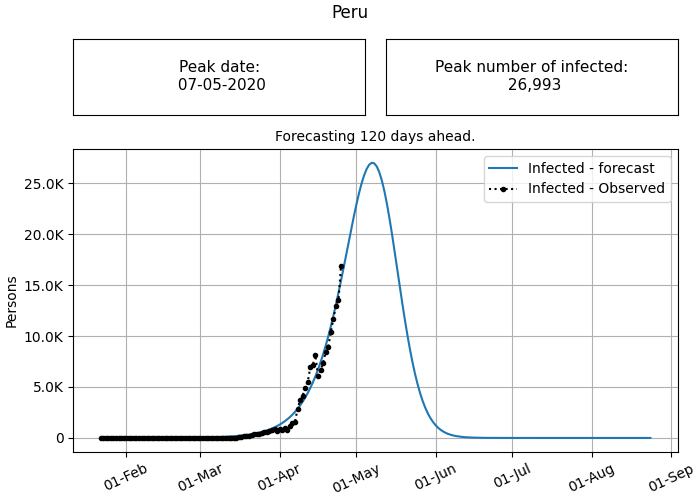 Peru
Peak date:
07-05-2020
Peak number of infected:
26,993
Forecasting 120 days ahead.
Infected - forecast
Infected - Observed
Persons
25.0K
20.0K
15.0K
10.0K
5.0K
0
01-Feb
01-Mar
01-Apr
01-May
01-Jun
01-Jul
01-Aug
01-Sep